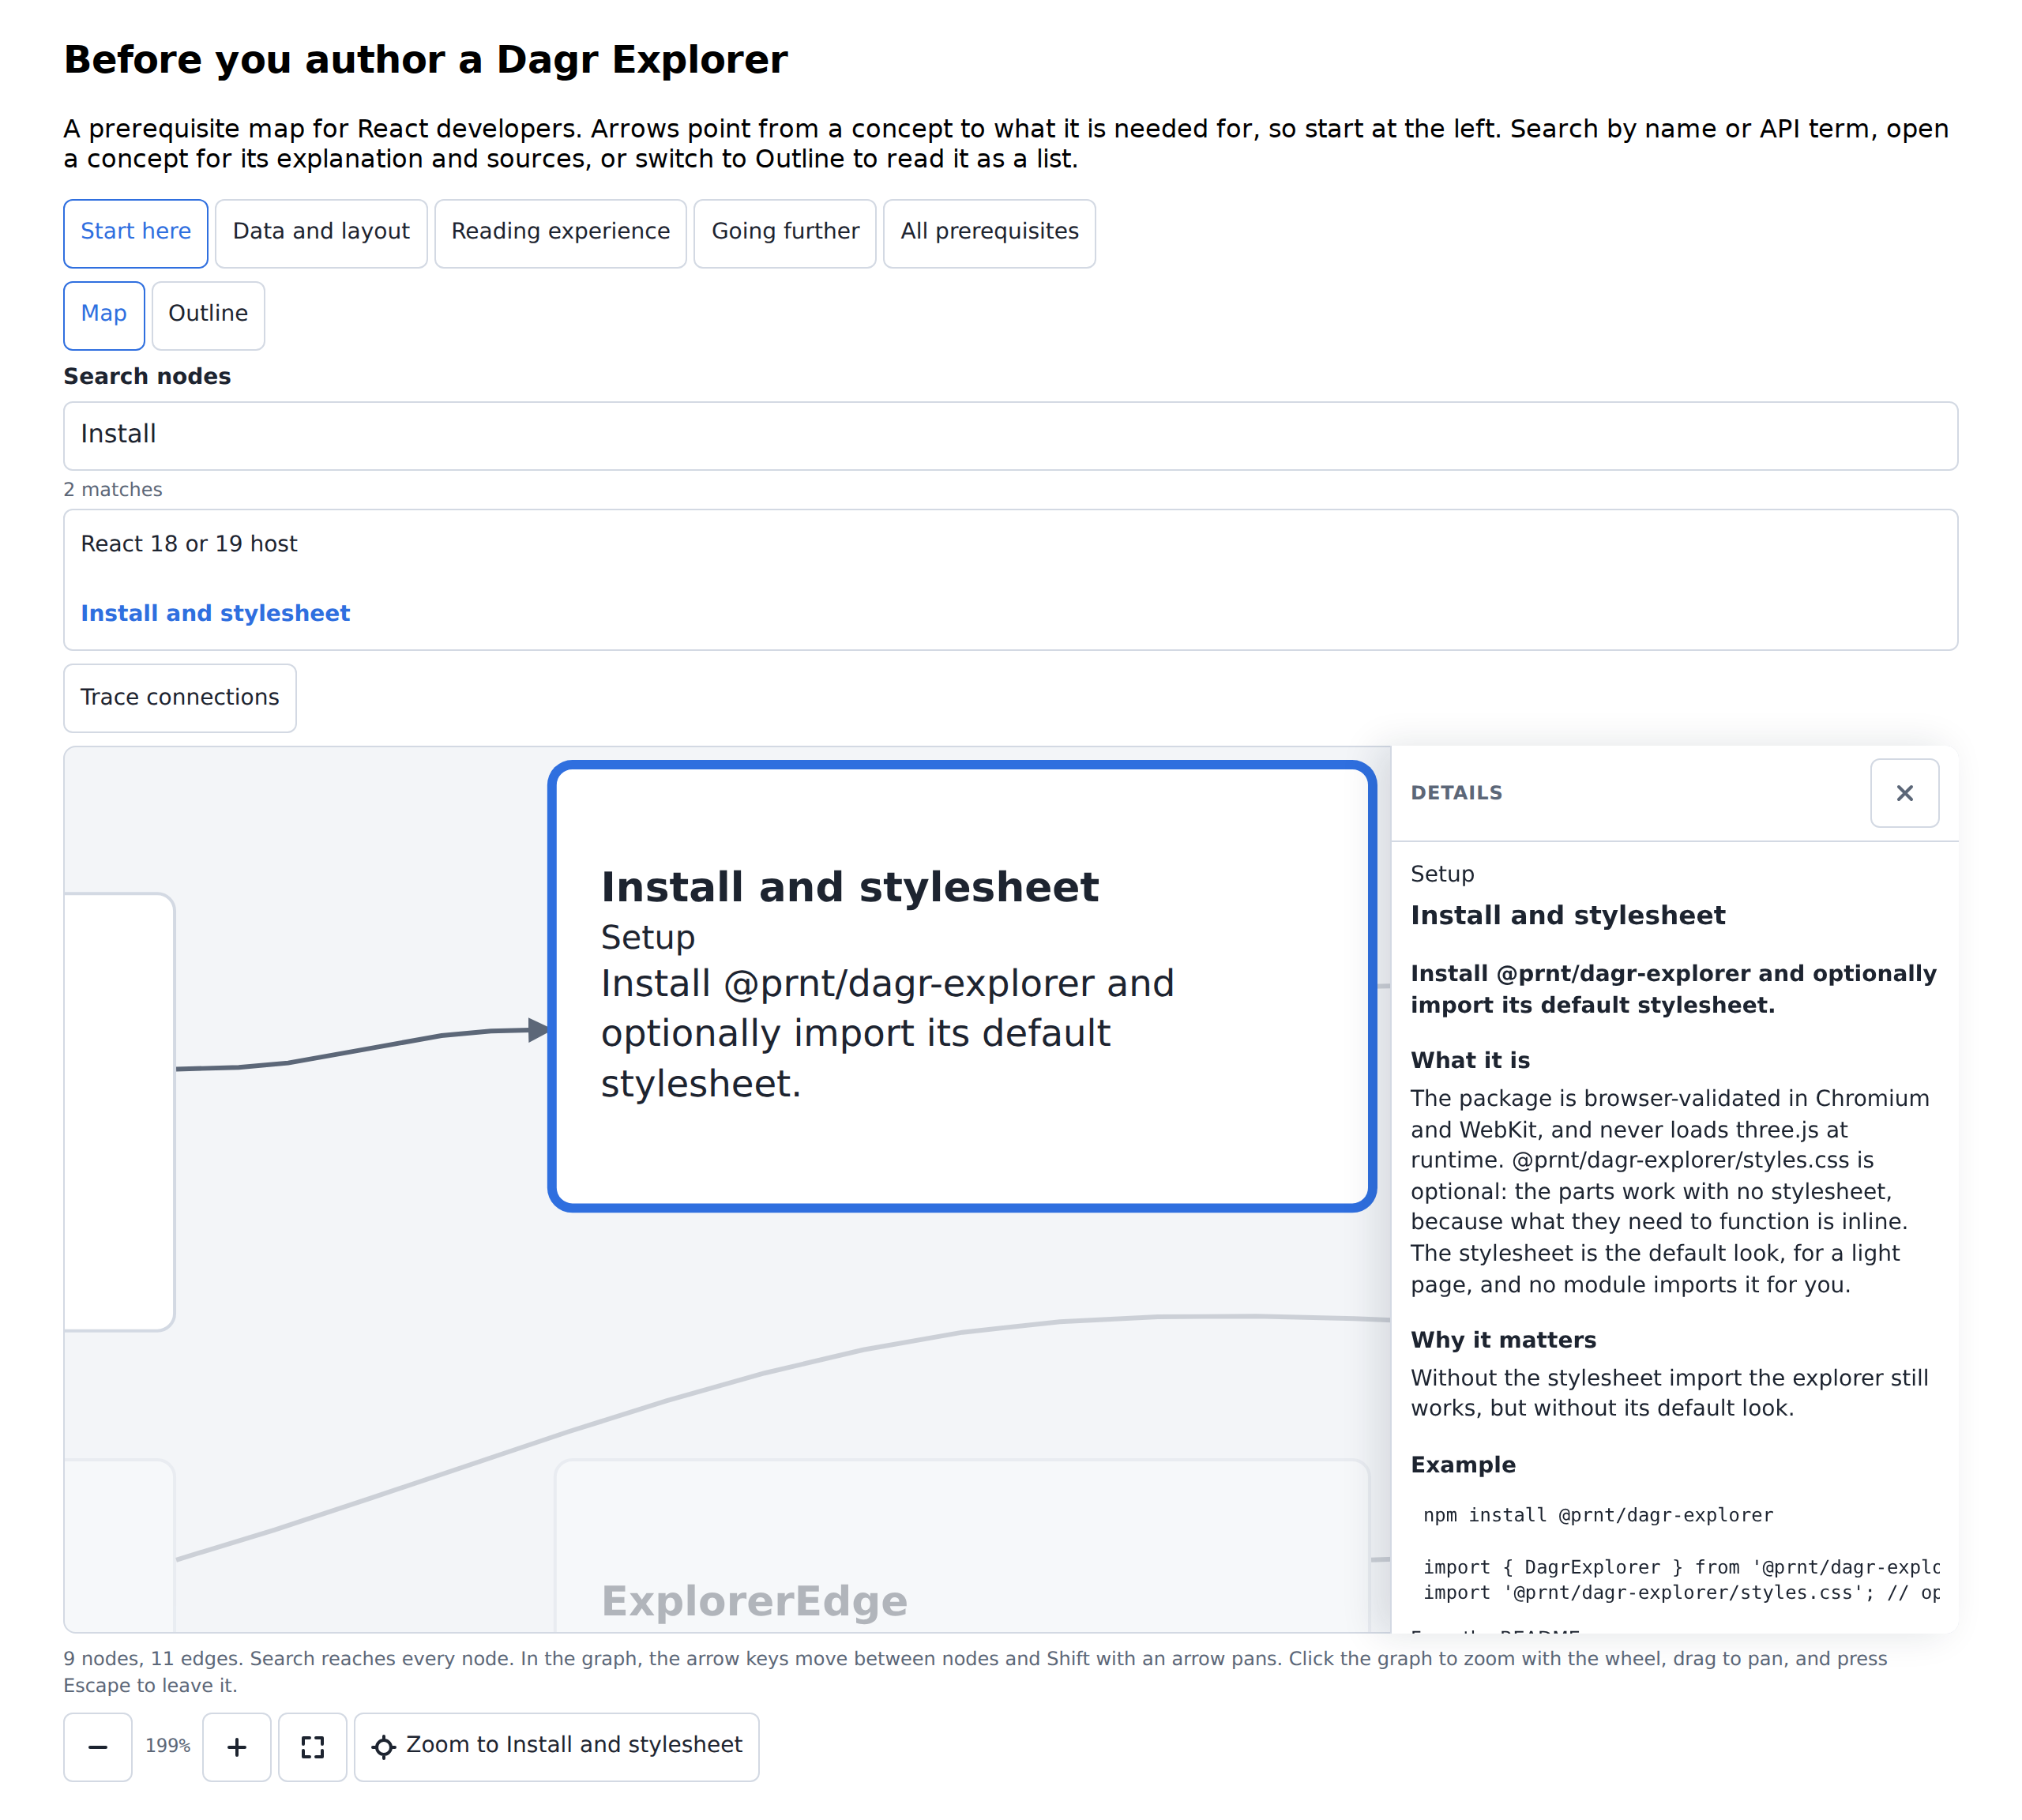 Before you author a Dagr Explorer
A prerequisite map for React developers. Arrows point from a concept to what it is needed for, so start at the left. Search by name or API term, open
a concept for its explanation and sources, or switch to Outline to read it as a list.
Start here
Data and layout
Reading experience
Going further
All prerequisites
Map
Outline
Search nodes
Install
2 matches
React 18 or 19 host
Install and stylesheet
Trace connections
Install and stylesheet
Setup
Install @prnt/dagr-explorer and
optionally import its default
stylesheet.
ExplorerEdge
DETAILS
Setup
Install and stylesheet
Install @prnt/dagr-explorer and optionally
import its default stylesheet.
What it is
The package is browser-validated in Chromium
and WebKit, and never loads three.js at
runtime. @prnt/dagr-explorer/styles.css is
optional: the parts work with no stylesheet,
because what they need to function is inline.
The stylesheet is the default look, for a light
page, and no module imports it for you.
Why it matters
Without the stylesheet import the explorer still
works, but without its default look.
Example
npm install @prnt/dagr-explorer
import { DagrExplorer } from '@prnt/dagr-explo
import '@prnt/dagr-explorer/styles.css'; // op
9 nodes, 11 edges. Search reaches every node. In the graph, the arrow keys move between nodes and Shift with an arrow pans. Click the graph to zoom with the wheel, drag to pan, and press
Escape to leave it.
199%
Zoom to Install and stylesheet